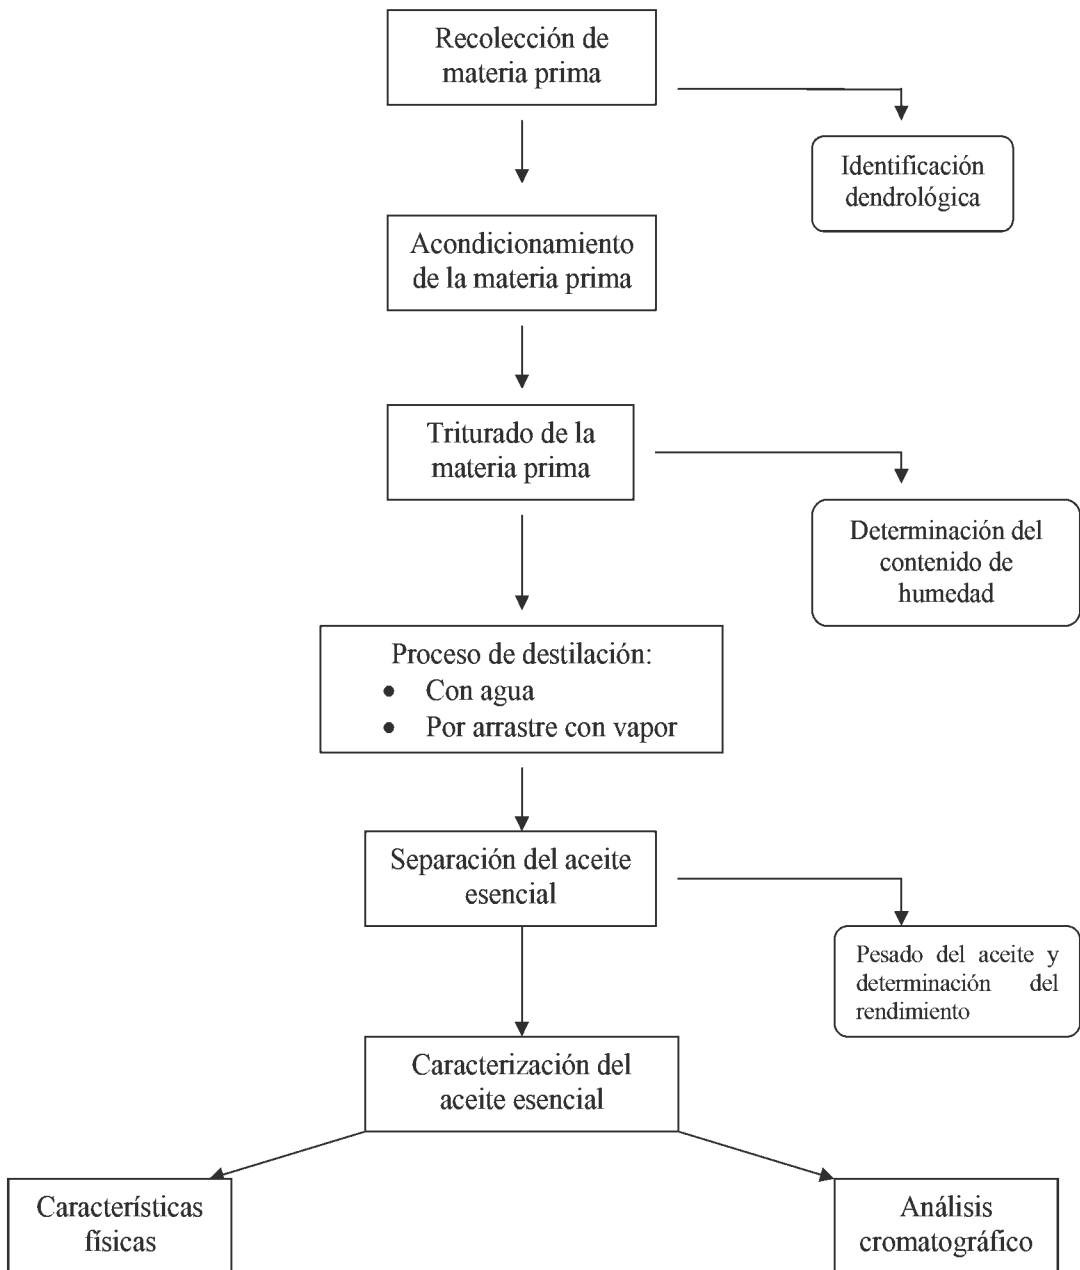 Recolección de
materia prima
Identificación
dendrológica
Acondicionamiento
de la materia prima
Triturado de la
materia prima
Determinación del
contenido de
humedad
Proceso de destilación:
• Con agua
• Por arrastre con vapor
Separación del aceite
esencial
Pesado del aceite y
determinación del
rendimiento
Caracterización del
aceite esencial
Características
físicas
Análisis
cromatográfico